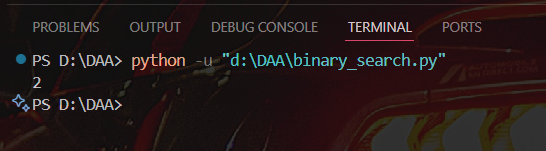 PROBLEMS OUTPUT DEBUG CONSOLE TERMINAL PORTS
PS D:\DAA> python -u "d:\DAA\binary_search.py"
2
PS D:\DAA>